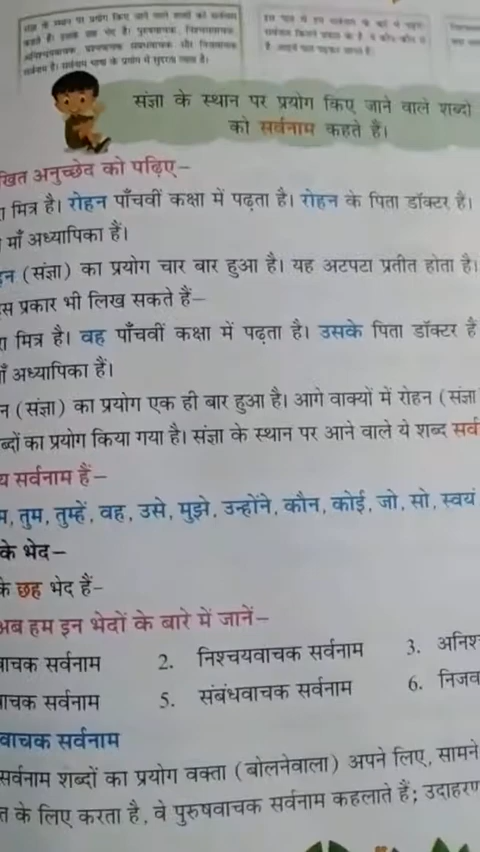 संज्ञा के स्थान पर प्रयोग किए जाने वाले शब्दों
को सर्वनाम कहते हैं।
खित अनुच्छेद को पढ़िए–
मित्र है। रोहन पाँचवीं कक्षा में पढ़ता है। रोहन के पिता डॉक्टर हैं।
माँ अध्यापिका हैं।
(संज्ञा) का प्रयोग चार बार हुआ है। यह अटपटा प्रतीत होता है।
स प्रकार भी लिख सकते हैं–
मित्र है। वह पाँचवीं कक्षा में पढ़ता है। उसके पिता डॉक्टर हैं
अध्यापिका हैं।
न (संज्ञा) का प्रयोग एक ही बार हुआ है। आगे वाक्यों में रोहन (संज्ञा
ब्दों का प्रयोग किया गया है। संज्ञा के स्थान पर आने वाले ये शब्द सर्व
य सर्वनाम हैं–
म, तुम, तुम्हें, वह, उसे, मुझे, उन्होंने, कौन, कोई, जो, सो, स्वयं
के भेद–
के छह भेद हैं–
अब हम इन भेदों के बारे में जानें–
वाचक सर्वनाम 2. निश्चयवाचक सर्वनाम 3. अनिश्
वाचक सर्वनाम 5. संबंधवाचक सर्वनाम 6. निजव
वाचक सर्वनाम
सर्वनाम शब्दों का प्रयोग वक्ता (बोलनेवाला) अपने लिए, सामने
त के लिए करता है, वे पुरुषवाचक सर्वनाम कहलाते हैं; उदाहरण